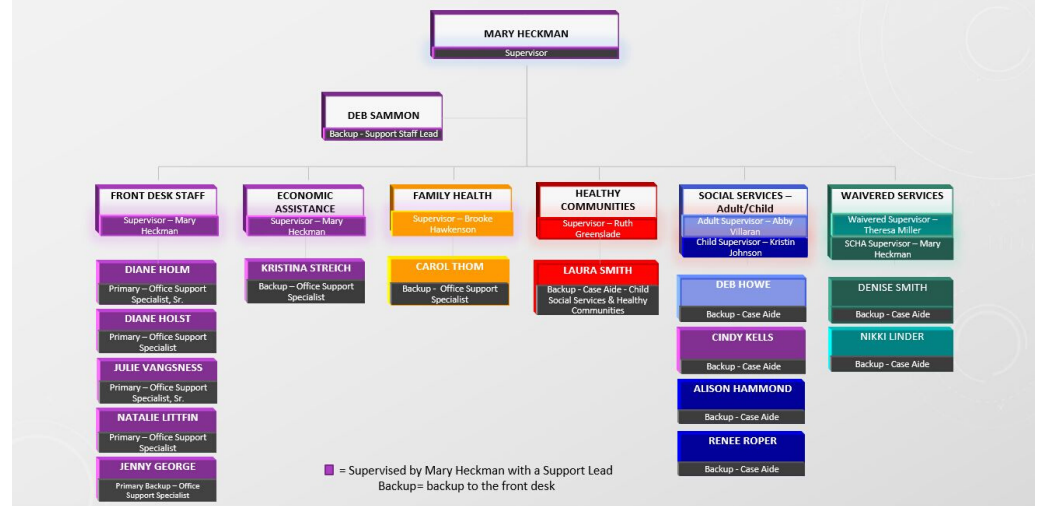 MARY HECKMAN
Supervisor
DEB SAMMON
Backup - Support Staff Lead
FRONT DESK STAFF
Supervisor – Mary
Heckman
DIANE HOLM
Primary – Office Support
Specialist, Sr.
DIANE HOLST
Primary – Office Support
Specialist
JULIE VANGSNESS
Primary – Office Support
Specialist, Sr.
NATALIE LITTFIN
Primary – Office Support
Specialist
JENNY GEORGE
Primary Backup – Office
Support Specialist
ECONOMIC
ASSISTANCE
Supervisor – Mary
Heckman
KRISTINA STREICH
Backup – Office Support
Specialist
FAMILY HEALTH
Supervisor – Brooke
Hawkenson
CAROL THOM
Backup - Office Support
Specialist
HEALTHY
COMMUNITIES
Supervisor – Ruth
Greenslade
LAURA SMITH
Backup - Case Aide - Child
Social Services & Healthy
Communities
SOCIAL SERVICES –
Adult/Child
Adult Supervisor – Abby
Villaran
Child Supervisor – Kristin
Johnson
DEB HOWE
Backup - Case Aide
CINDY KELLS
Backup - Case Aide
ALISON HAMMOND
Backup - Case Aide
RENEE ROPER
Backup - Case Aide
WAIVERED SERVICES
Waivered Supervisor –
Theresa Miller
SCHA Supervisor – Mary
Heckman
DENISE SMITH
Backup - Case Aide
NIKKI LINDER
Backup - Case Aide
= Supervised by Mary Heckman with a Support Lead
Backup= backup to the front desk